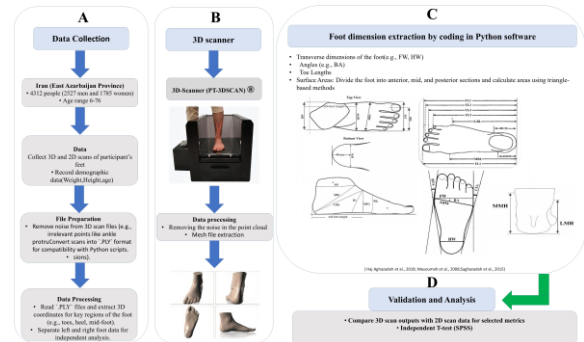 A
Data Collection
Iran (East Azarbaijan Province)
• 4312 people (2527 men and 1785 women)
• Age range 6-76
Data
Collect 3D and 2D scans of participant's
feet
• Record demographic
data(Weight,Height,age)
File Preparation
• Remove noise from 3D scan files (e.g.,
irrelevant points like ankle
protruConvert scans into `.PLY` format
for compatibility with Python scripts.
• sions).
Data Processing
• Read `.PLY` files and extract 3D
coordinates for key regions of the foot
(e.g., toes, heel, mid-foot).
• Separate left and right foot data for
independent analysis.
B
3D scanner
3D-Scanner (PT-3DSCAN) ®
Data processing
• Removing the noise in the point cloud
• Mesh file extraction
C
Foot dimension extraction by coding in Python software
• Transverse dimensions of the foot(e.g., FW, HW)
• Angles (e.g., BA)
• Toe Lengths
• Surface Areas: Divide the foot into anterior, mid, and posterior sections and calculate areas using triangle-
based methods
Top View
Bottom View
BA
HW
MMH
LMH
D
Validation and Analysis
• Compare 3D scan outputs with 2D scan data for selected metrics
• Independent T-test (SPSS)